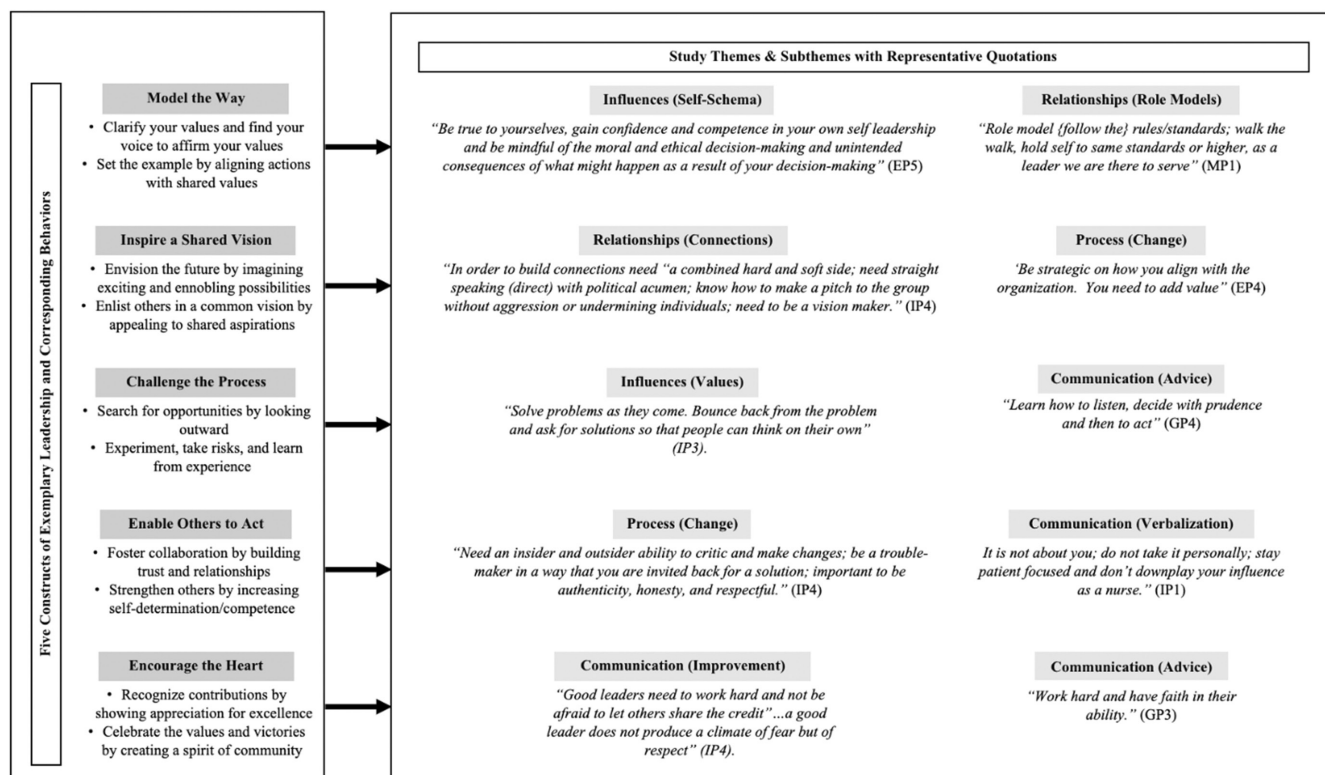 Study Themes & Subthemes with Representative Quotations
Five Constructs of Exemplary Leadership and Corresponding Behaviors
Model the Way
• Clarify your values and find your
voice to affirm your values
• Set the example by aligning actions
with shared values
Influences (Self-Schema)
“Be true to yourselves, gain confidence and competence in your own self leadership
and be mindful of the moral and ethical decision-making and unintended
consequences of what might happen as a result of your decision-making” (EP5)
Relationships (Role Models)
“Role model {follow the} rules/standards; walk the
walk, hold self to same standards or higher, as a
leader we are there to serve” (MP1)
Inspire a Shared Vision
• Envision the future by imagining
exciting and ennobling possibilities
• Enlist others in a common vision by
appealing to shared aspirations
Relationships (Connections)
“In order to build connections need “a combined hard and soft side; need straight
speaking (direct) with political acumen; know how to make a pitch to the group
without aggression or undermining individuals; need to be a vision maker.” (IP4)
Process (Change)
‘Be strategic on how you align with the
organization. You need to add value” (EP4)
Challenge the Process
• Search for opportunities by looking
outward
• Experiment, take risks, and learn
from experience
Influences (Values)
“Solve problems as they come. Bounce back from the problem
and ask for solutions so that people can think on their own”
(IP3).
Communication (Advice)
“Learn how to listen, decide with prudence
and then to act” (GP4)
Enable Others to Act
• Foster collaboration by building
trust and relationships
• Strengthen others by increasing
self-determination/competence
Process (Change)
“Need an insider and outsider ability to critic and make changes; be a trouble-
maker in a way that you are invited back for a solution; important to be
authenticity, honesty, and respectful.” (IP4)
Communication (Verbalization)
It is not about you; do not take it personally; stay
patient focused and don’t downplay your influence
as a nurse.” (IP1)
Encourage the Heart
• Recognize contributions by
showing appreciation for excellence
• Celebrate the values and victories
by creating a spirit of community
Communication (Improvement)
“Good leaders need to work hard and not be
afraid to let others share the credit”…a good
leader does not produce a climate of fear but of
respect” (IP4).
Communication (Advice)
“Work hard and have faith in their
ability.” (GP3)